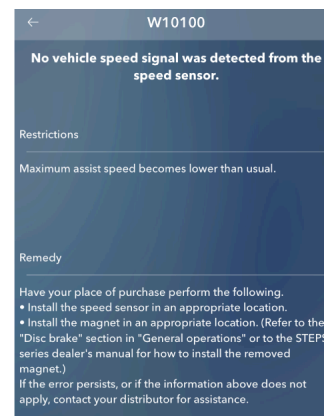 W10100
No vehicle speed signal was detected from the
speed sensor.
Restrictions
Maximum assist speed becomes lower than usual.
Remedy
Have your place of purchase perform the following.
• Install the speed sensor in an appropriate location.
• Install the magnet in an appropriate location. (Refer to the
"Disc brake" section in "General operations" or to the STEPS
series dealer's manual for how to install the removed
magnet.)
If the error persists, or if the information above does not
apply, contact your distributor for assistance.